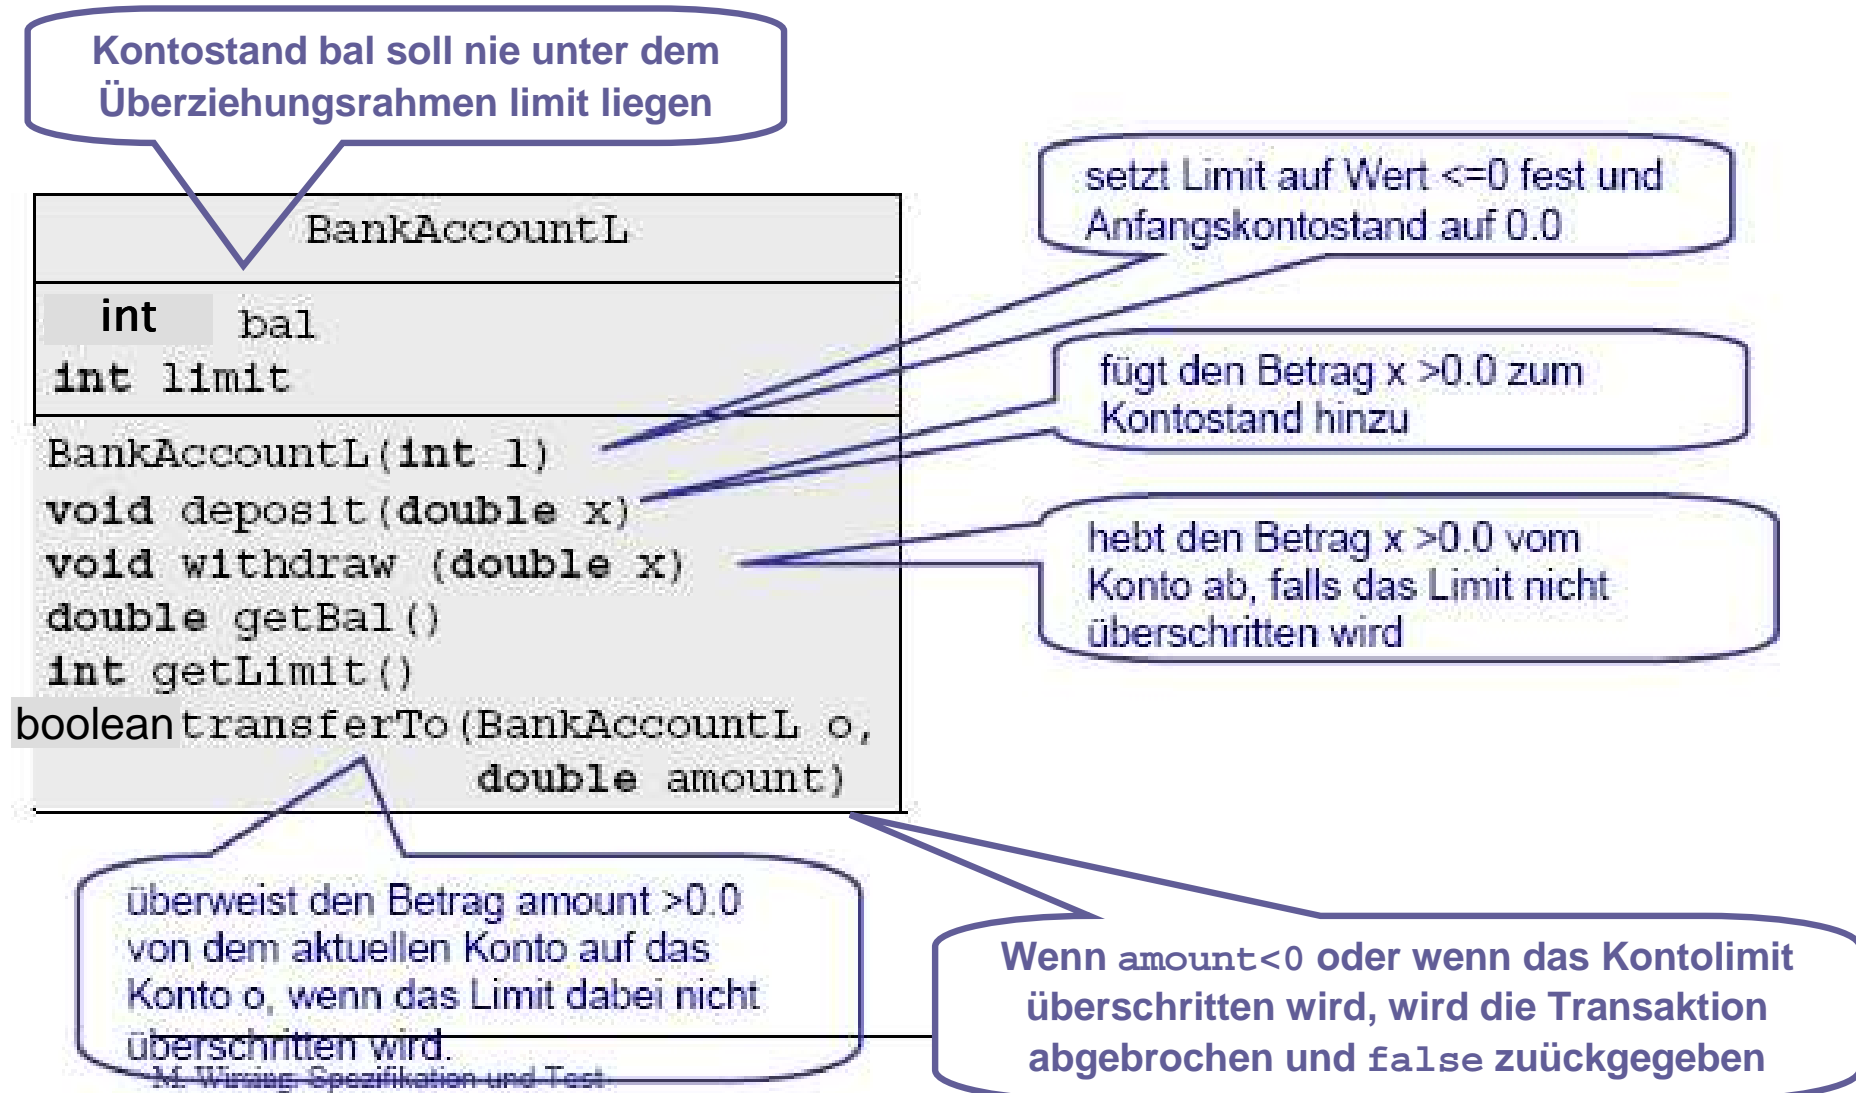 Kontostand bal soll nie unter dem
Überziehungsrahmen limit liegen
BankAccountL
int bal
int limit
BankAccountL(int l)
void deposit(double x)
void withdraw (double x)
double getBal()
int getLimit()
boolean transferTo(BankAccountL o,
double amount)
setzt Limit auf Wert <=0 fest und
Anfangskontostand auf 0.0
fügt den Betrag x >0.0 zum
Kontostand hinzu
hebt den Betrag x >0.0 vom
Konto ab, falls das Limit nicht
überschritten wird
überweist den Betrag amount >0.0
von dem aktuellen Konto auf das
Konto o, wenn das Limit dabei nicht
überschritten wird.
M. Wirsing: Spezifikation und Test
Wenn amount<0 oder wenn das Kontolimit
überschritten wird, wird die Transaktion
abgebrochen und false zuückgegeben